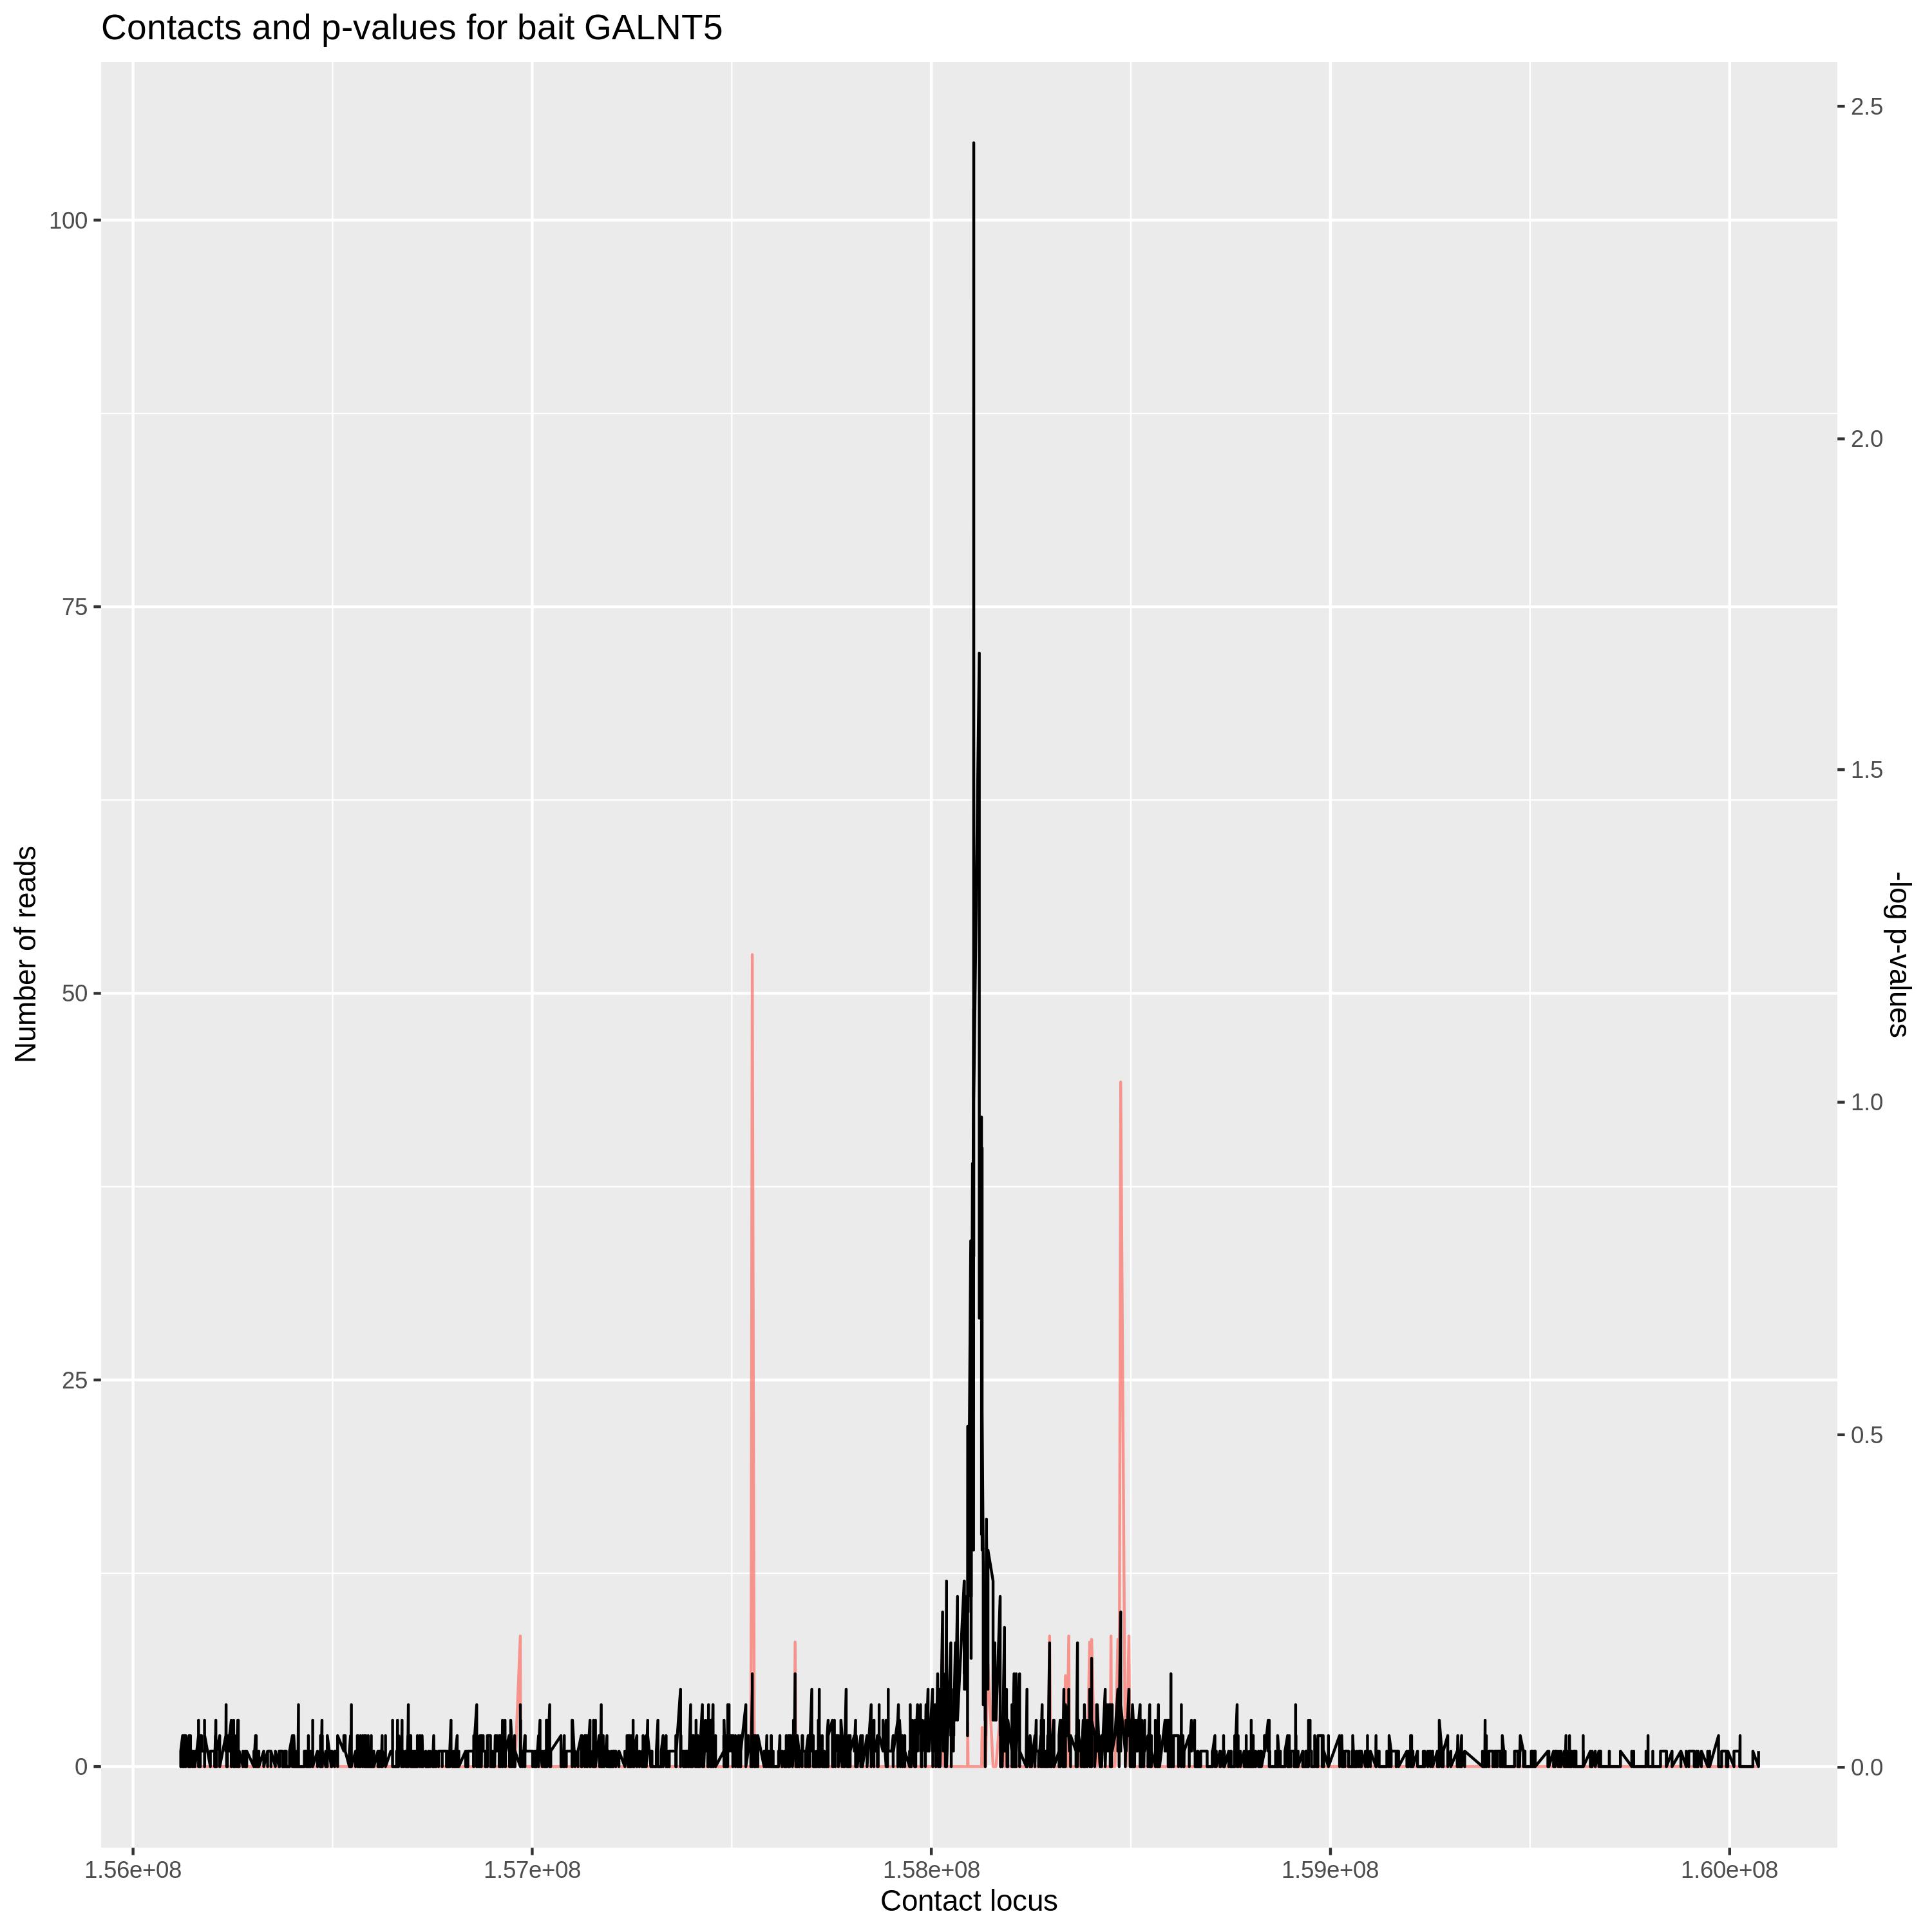 Contacts and p-values for bait GALNT5
Number of reads
100
75
50
25
0
2.5
2.0
1.5
1.0
0.5
0.0
-log p-values
1.56e+08
1.57e+08
1.58e+08
1.59e+08
1.60e+08
Contact locus